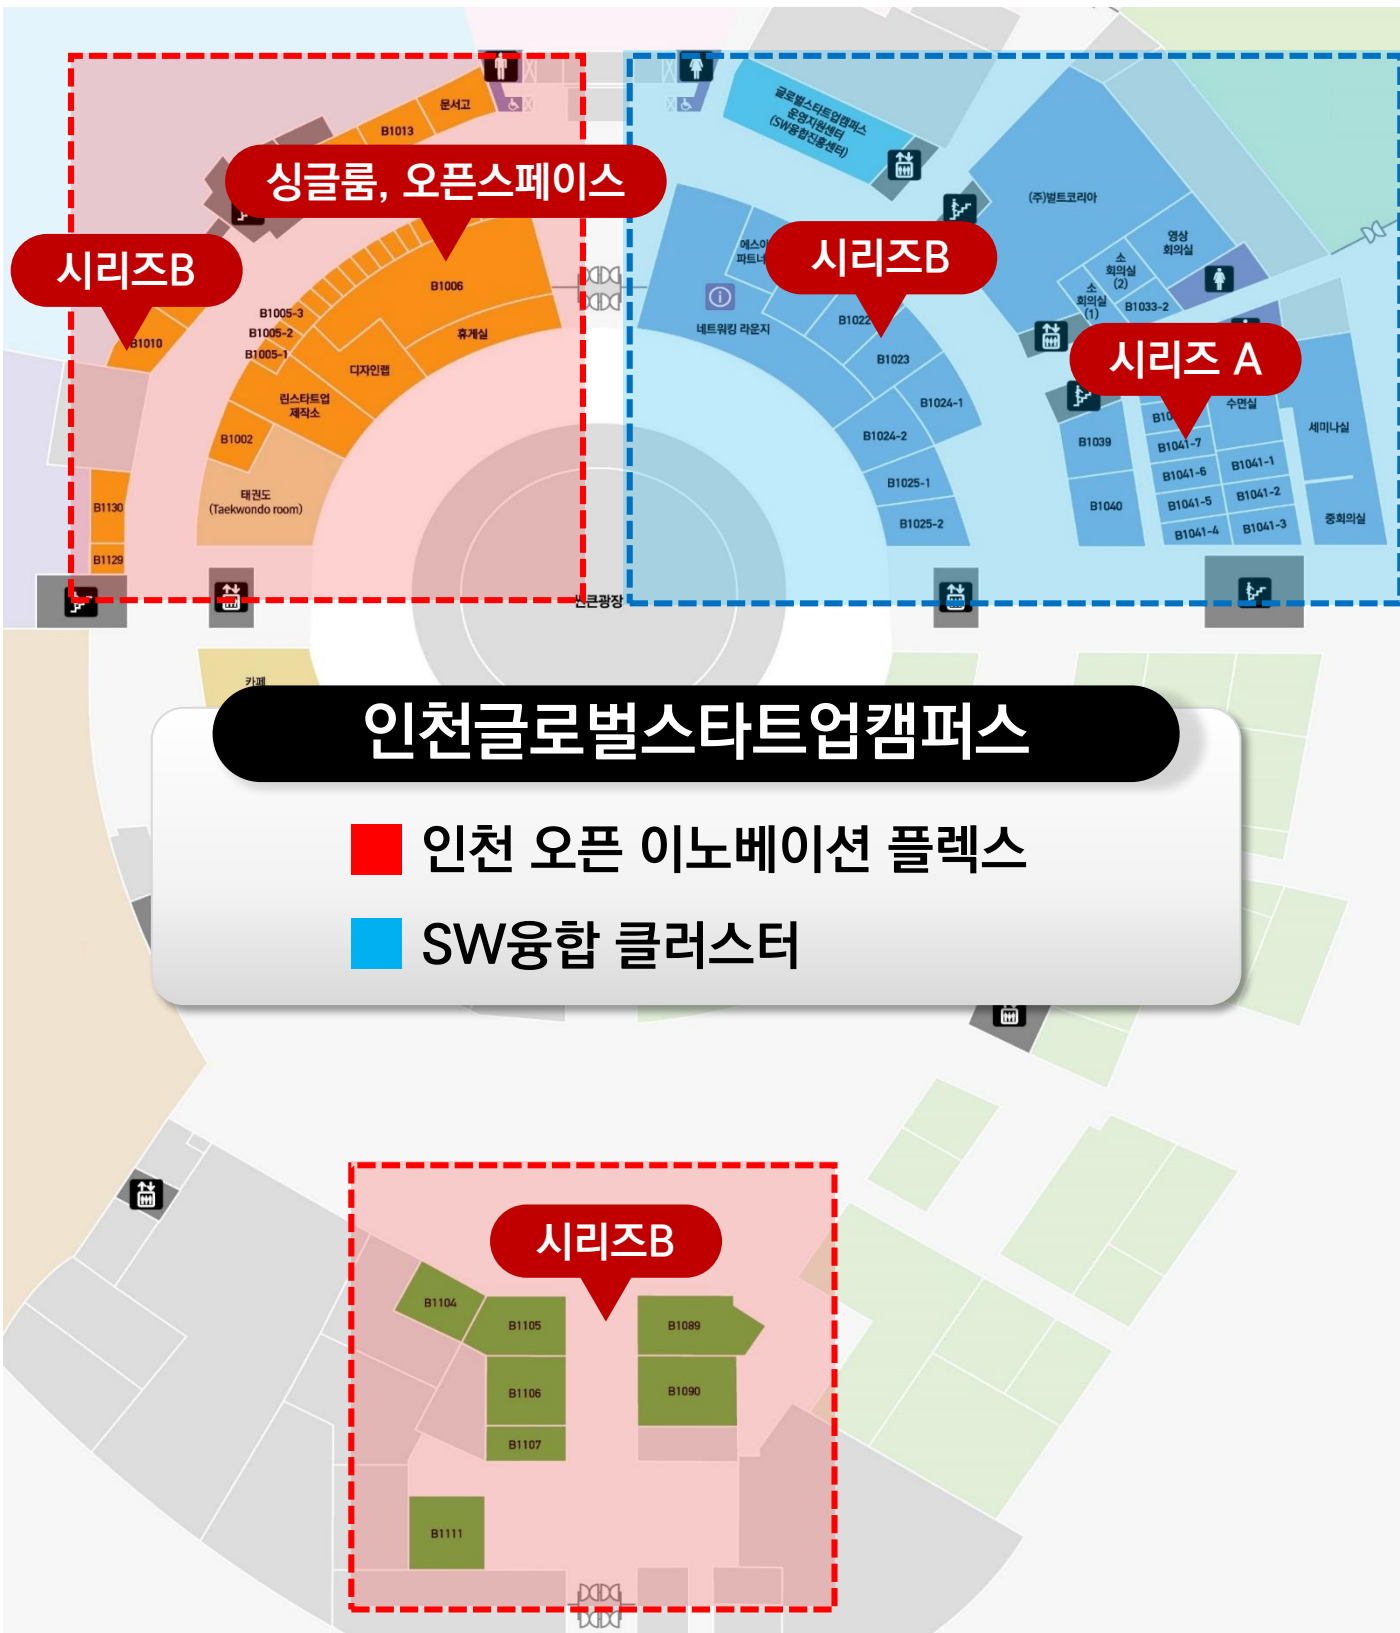 문서고
B1013
싱글룸, 오픈스페이스
시리즈B
B1010
B1005-3
B1005-2
B1005-1
B1006
휴게실
디자인랩
린스타트업
제작소
B1002
태권도
(Taekwondo room)
B1130
B1129
글로벌스타트업캠퍼스
운영지원센터
(SW융합진흥센터)
(주)벌트코리아
영상
회의실
소
회의실
(2)
소
회의실
(1)
B1033-2
시리즈B
네트워킹 라운지
B1022
B1023
B1024-1
B1024-2
B1025-1
B1025-2
시리즈 A
수면실
세미나실
B1039
B1040
B1041-7
B1041-6
B1041-5
B1041-4
B1041-1
B1041-2
B1041-3
중회의실
카페
인천글로벌스타트업캠퍼스
인천 오픈 이노베이션 플렉스
SW융합 클러스터
시리즈B
B1104
B1105
B1106
B1107
B1111
B1089
B1090